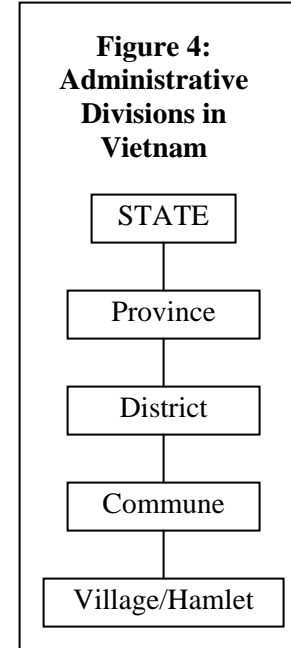 Figure 4:
Administrative
Divisions in
Vietnam
STATE
Province
District
Commune
Village/Hamlet